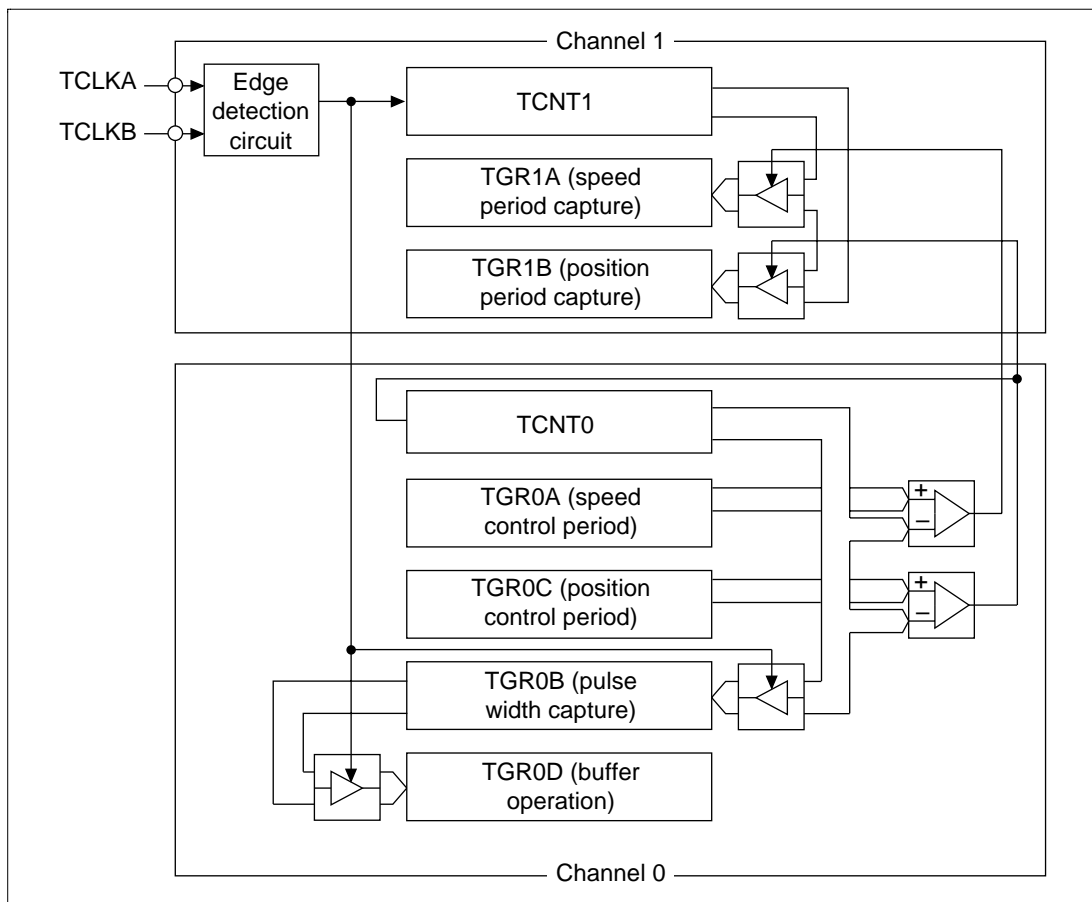 Channel 1
TCLKA
TCLKB
Edge
detection
circuit
TCNT1
TGR1A (speed
period capture)
TGR1B (position
period capture)
TCNT0
TGR0A (speed
control period)
+
−
TGR0C (position
control period)
+
−
TGR0B (pulse
width capture)
TGR0D (buffer
operation)
Channel 0